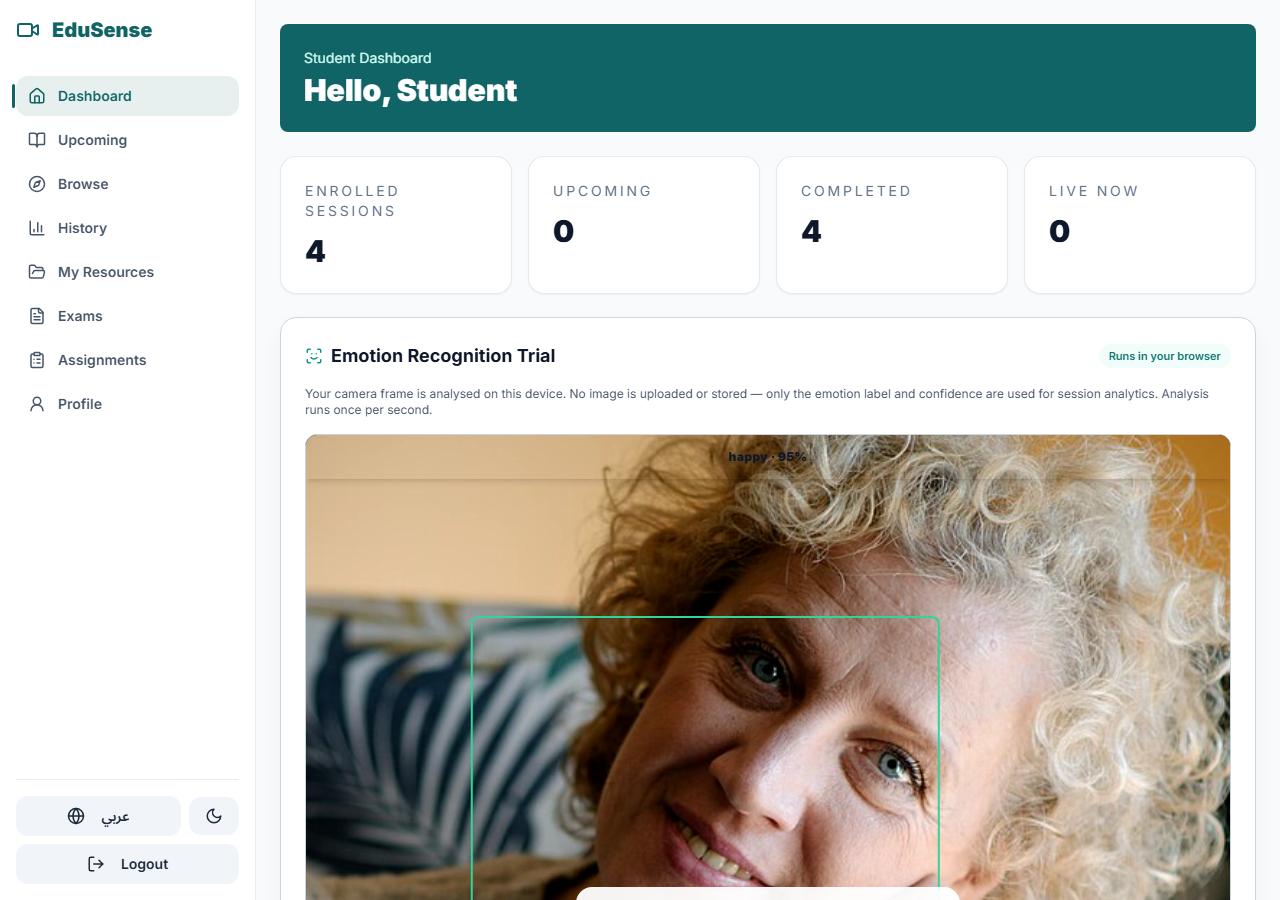 EduSense
Dashboard
Upcoming
Browse
History
My Resources
Exams
Assignments
Profile
عربي
Logout
Student Dashboard
Hello, Student
ENROLLED
SESSIONS
4
UPCOMING
0
COMPLETED
4
LIVE NOW
0
Emotion Recognition Trial
Runs in your browser
Your camera frame is analysed on this device. No image is uploaded or stored — only the emotion label and confidence are used for session analytics. Analysis
runs once per second.
happy · 95%